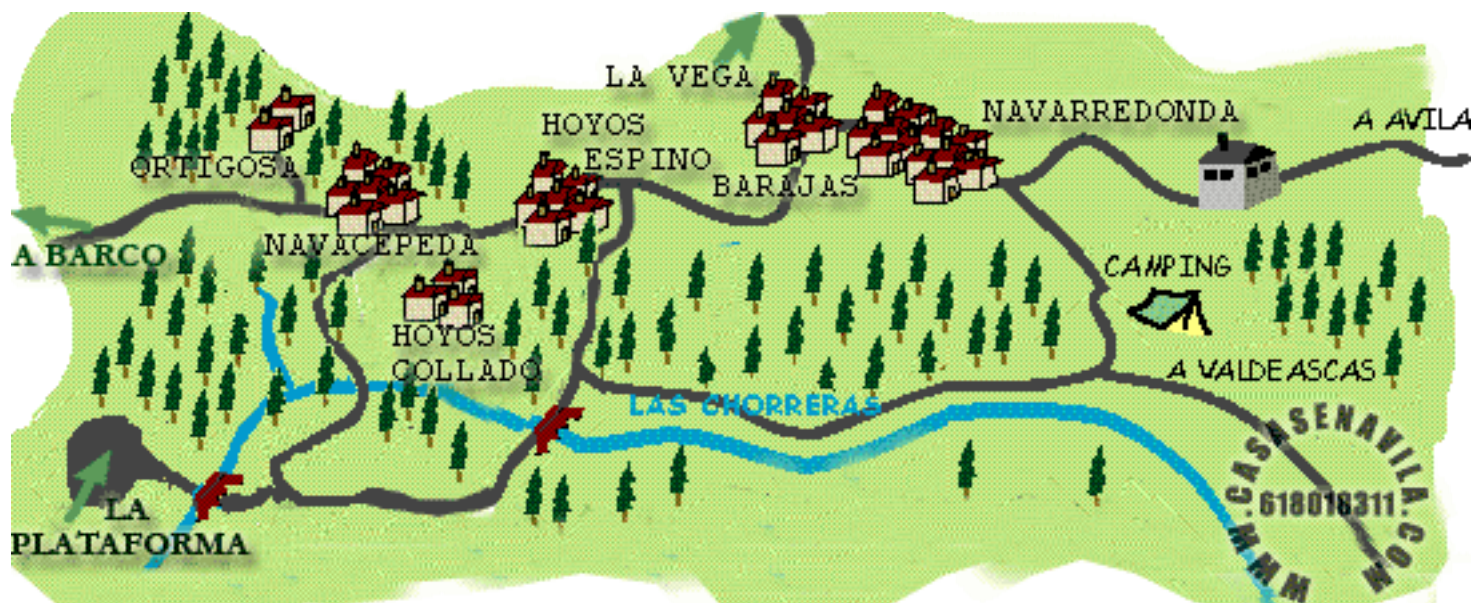 LA VEGA
HOYOS
ESPINO
NAVARREDONDA
A AVILA
ORTIGOSA
BARAJAS
NAVACEPEDA
A BARCO
CAMPING
HOYOS
COLLADO
A VALDEASCAS
LAS CHORRERAS
LA
PLATAFORMA
WWW.CASASENAVILA.COM
618018311